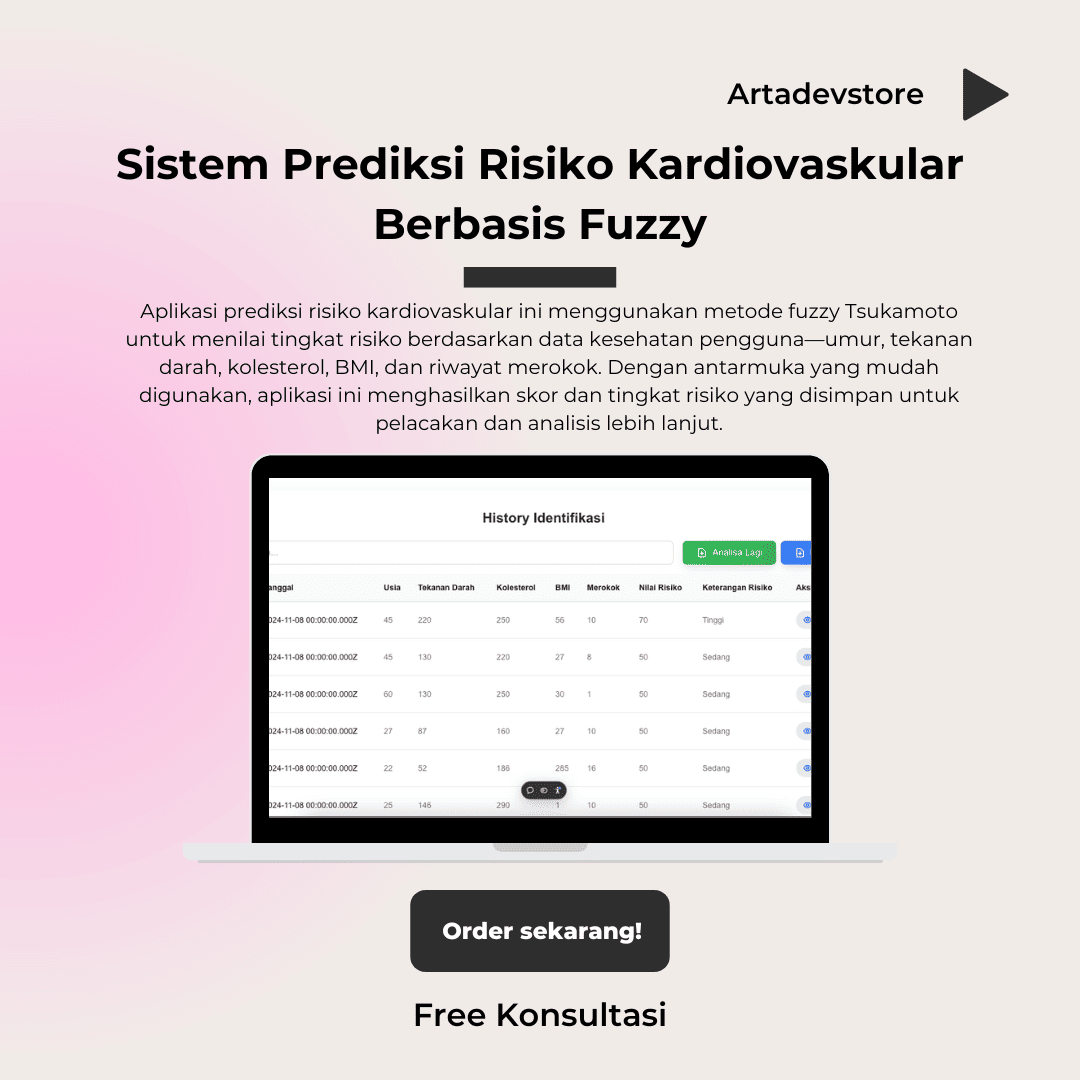 Artadevstore
Sistem Prediksi Risiko Kardiovaskular
Berbasis Fuzzy
Aplikasi prediksi risiko kardiovaskular ini menggunakan metode fuzzy Tsukamoto
untuk menilai tingkat risiko berdasarkan data kesehatan pengguna—umur, tekanan
darah, kolesterol, BMI, dan riwayat merokok. Dengan antarmuka yang mudah
digunakan, aplikasi ini menghasilkan skor dan tingkat risiko yang disimpan untuk
pelacakan dan analisis lebih lanjut.
History Identifikasi
Analisa Lagi
anggal Usia Tekanan Darah Kolesterol BMI Merokok Nilai Risiko Keterangan Risiko Aks
024-11-08 00:00:00.000Z 45 220 250 56 10 70 Tinggi
024-11-08 00:00:00.000Z 45 130 220 27 8 50 Sedang
024-11-08 00:00:00.000Z 60 130 250 30 1 50 Sedang
024-11-08 00:00:00.000Z 27 87 160 27 10 50 Sedang
024-11-08 00:00:00.000Z 22 52 186 285 16 50 Sedang
024-11-08 00:00:00.000Z 25 146 290 1 10 50 Sedang
Order sekarang!
Free Konsultasi